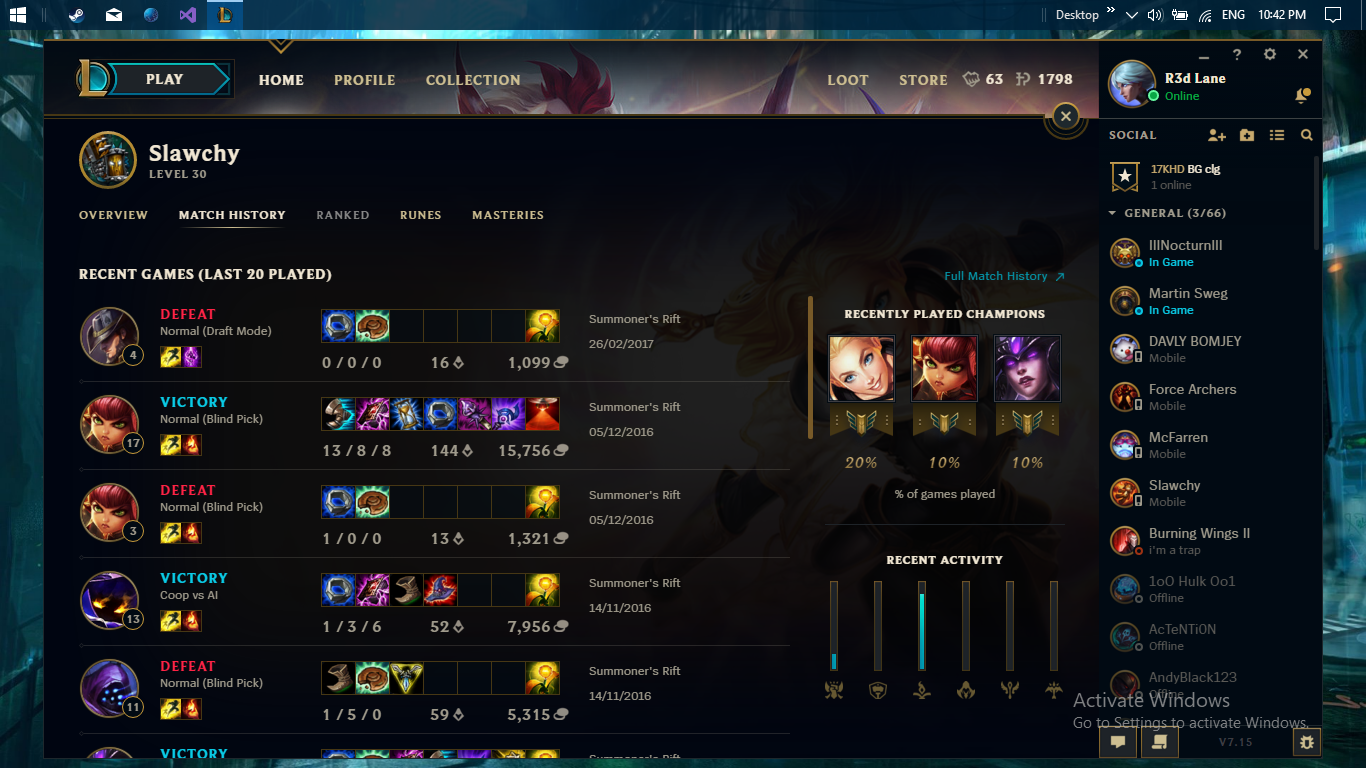 Desktop
ENG
10:42 PM
PLAY
HOME
PROFILE
COLLECTION
LOOT
STORE
63
1798
?
R3d Lane
Online
Slawchy
LEVEL 30
OVERVIEW
MATCH HISTORY
RANKED
RUNES
MASTERIES
RECENT GAMES (LAST 20 PLAYED)
Full Match History
4
DEFEAT
Normal (Draft Mode)
0 / 0 / 0
16
1,099
Summoner's Rift
26/02/2017
17
VICTORY
Normal (Blind Pick)
13 / 8 / 8
144
15,756
Summoner's Rift
05/12/2016
3
DEFEAT
Normal (Blind Pick)
1 / 0 / 0
13
1,321
Summoner's Rift
05/12/2016
13
VICTORY
Coop vs AI
1 / 3 / 6
52
7,956
Summoner's Rift
14/11/2016
11
DEFEAT
Normal (Blind Pick)
1 / 5 / 0
59
5,315
Summoner's Rift
14/11/2016
VICTORY
Summoner's Rift
RECENTLY PLAYED CHAMPIONS
20%
10%
10%
% of games played
RECENT ACTIVITY
SOCIAL
17KHD BG clg
1 online
GENERAL (3/66)
IllNocturnIll
In Game
Martin Sweg
In Game
DAVLY BOMJEY
Mobile
Force Archers
Mobile
McFarren
Mobile
Slawchy
Mobile
Burning Wings II
i'm a trap
1oO Hulk Oo1
Offline
AcTeNTi0N
Offline
AndyBlack123
Offline
Activate Windows
Go to Settings to activate Windows.
V7.15